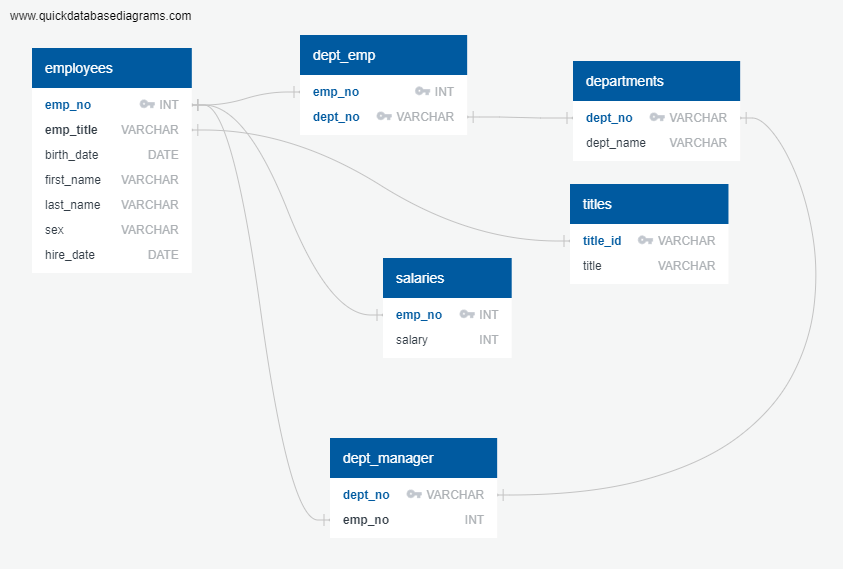 www.quickdatabasediagrams.com
employees
emp_no INT
emp_title VARCHAR
birth_date DATE
first_name VARCHAR
last_name VARCHAR
sex VARCHAR
hire_date DATE
dept_emp
emp_no INT
dept_no VARCHAR
departments
dept_no VARCHAR
dept_name VARCHAR
titles
title_id VARCHAR
title VARCHAR
salaries
emp_no INT
salary INT
dept_manager
dept_no VARCHAR
emp_no INT